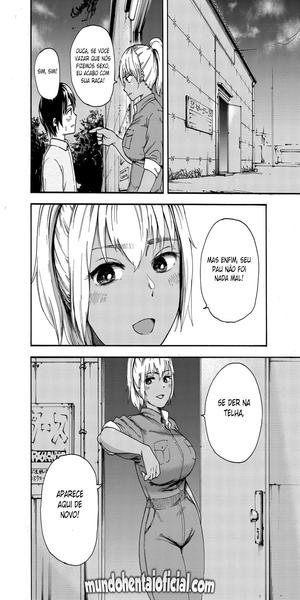 OUÇA, SE VOCÊ
VAZAR QUE NÓS
FIZEMOS SEXO,
EU ACABO COM
SUA RAÇA!
SIM, SIM!
MAS ENFIM, SEU
PAU NÃO FOI
NADA MAL!
SE DER NA
TELHA,
APARECE
AQUI DE
NOVO!
mundohentaioficial.com